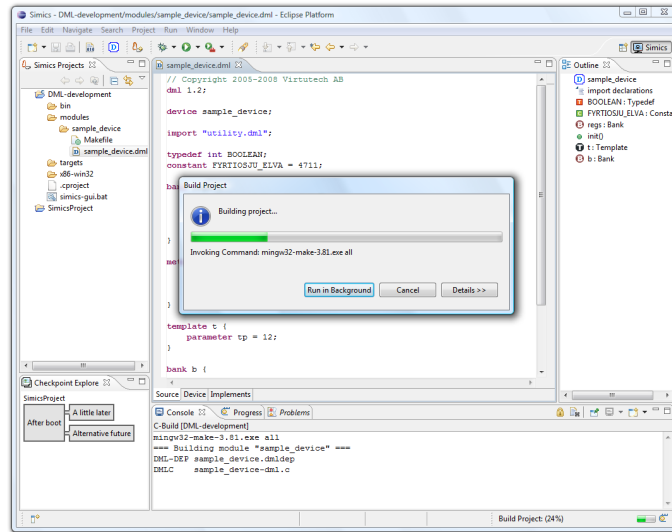 Simics - DML-development/modules/sample_device/sample_device.dml - Eclipse Platform
File Edit Navigate Search Project Run Window Help
Simics
Simics Projects
DML-development
bin
modules
sample_device
Makefile
sample_device.dml
targets
x86-win32
.cproject
simics-gui.bat
SimicsProject
sample_device.dml
// Copyright 2005-2008 Virtutech AB
dml 1.2;
device sample_device;
import "utility.dml";
typedef int BOOLEAN;
constant FYRTIOSJU_ELVA = 4711;
Build Project
Building project...
Invoking Command: mingw32-make-3.81.exe all
Run in Background Cancel Details >>
}
}
template t {
parameter tp = 12;
}
bank b {
Source Device Implements
Outline
sample_device
import declarations
BOOLEAN : Typedef
FYRTIOSJU_ELVA : Consta
regs : Bank
init()
t : Template
b : Bank
Checkpoint Explore
SimicsProject
After boot
A little later
Alternative future
Console Progress Problems
C-Build [DML-development]
mingw32-make-3.81.exe all
=== Building module "sample_device" ===
DML-DEP sample_device.dmldep
DMLC sample_device-dml.c
Build Project: (24%)